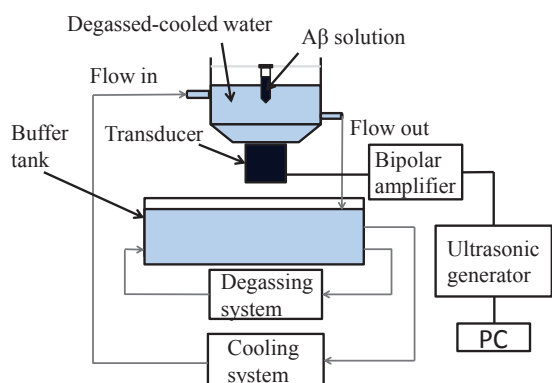 Degassed-cooled water
Aβ solution
Flow in
Buffer
tank
Transducer
Flow out
Bipolar
amplifier
Ultrasonic
generator
PC
Degassing
system
Cooling
system